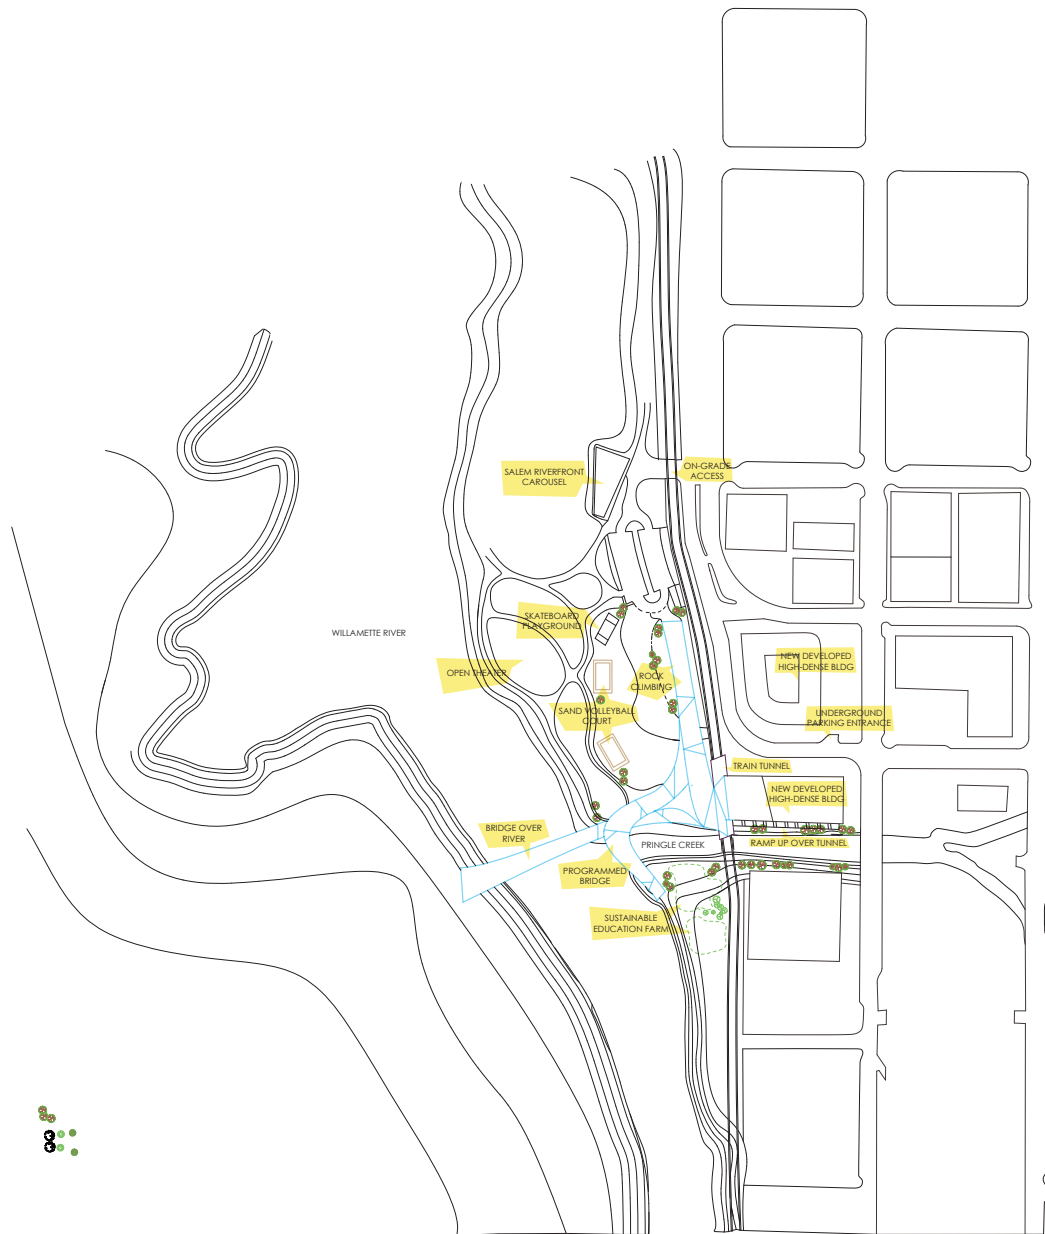 SALEM RIVERFRONT
CAROUSEL
ON-GRADE
ACCESS
SKATEBOARD
PLAYGROUND
WILLAMETTE RIVER
OPEN THEATER
ROCK
CLIMBING
NEW DEVELOPED
HIGH-DENSE BLDG
SAND VOLLEYBALL
COURT
UNDERGROUND
PARKING ENTRANCE
TRAIN TUNNEL
NEW DEVELOPED
HIGH-DENSE BLDG
BRIDGE OVER
RIVER
PRINGLE CREEK
RAMP UP OVER TUNNEL
PROGRAMMED
BRIDGE
SUSTAINABLE
EDUCATION FARM